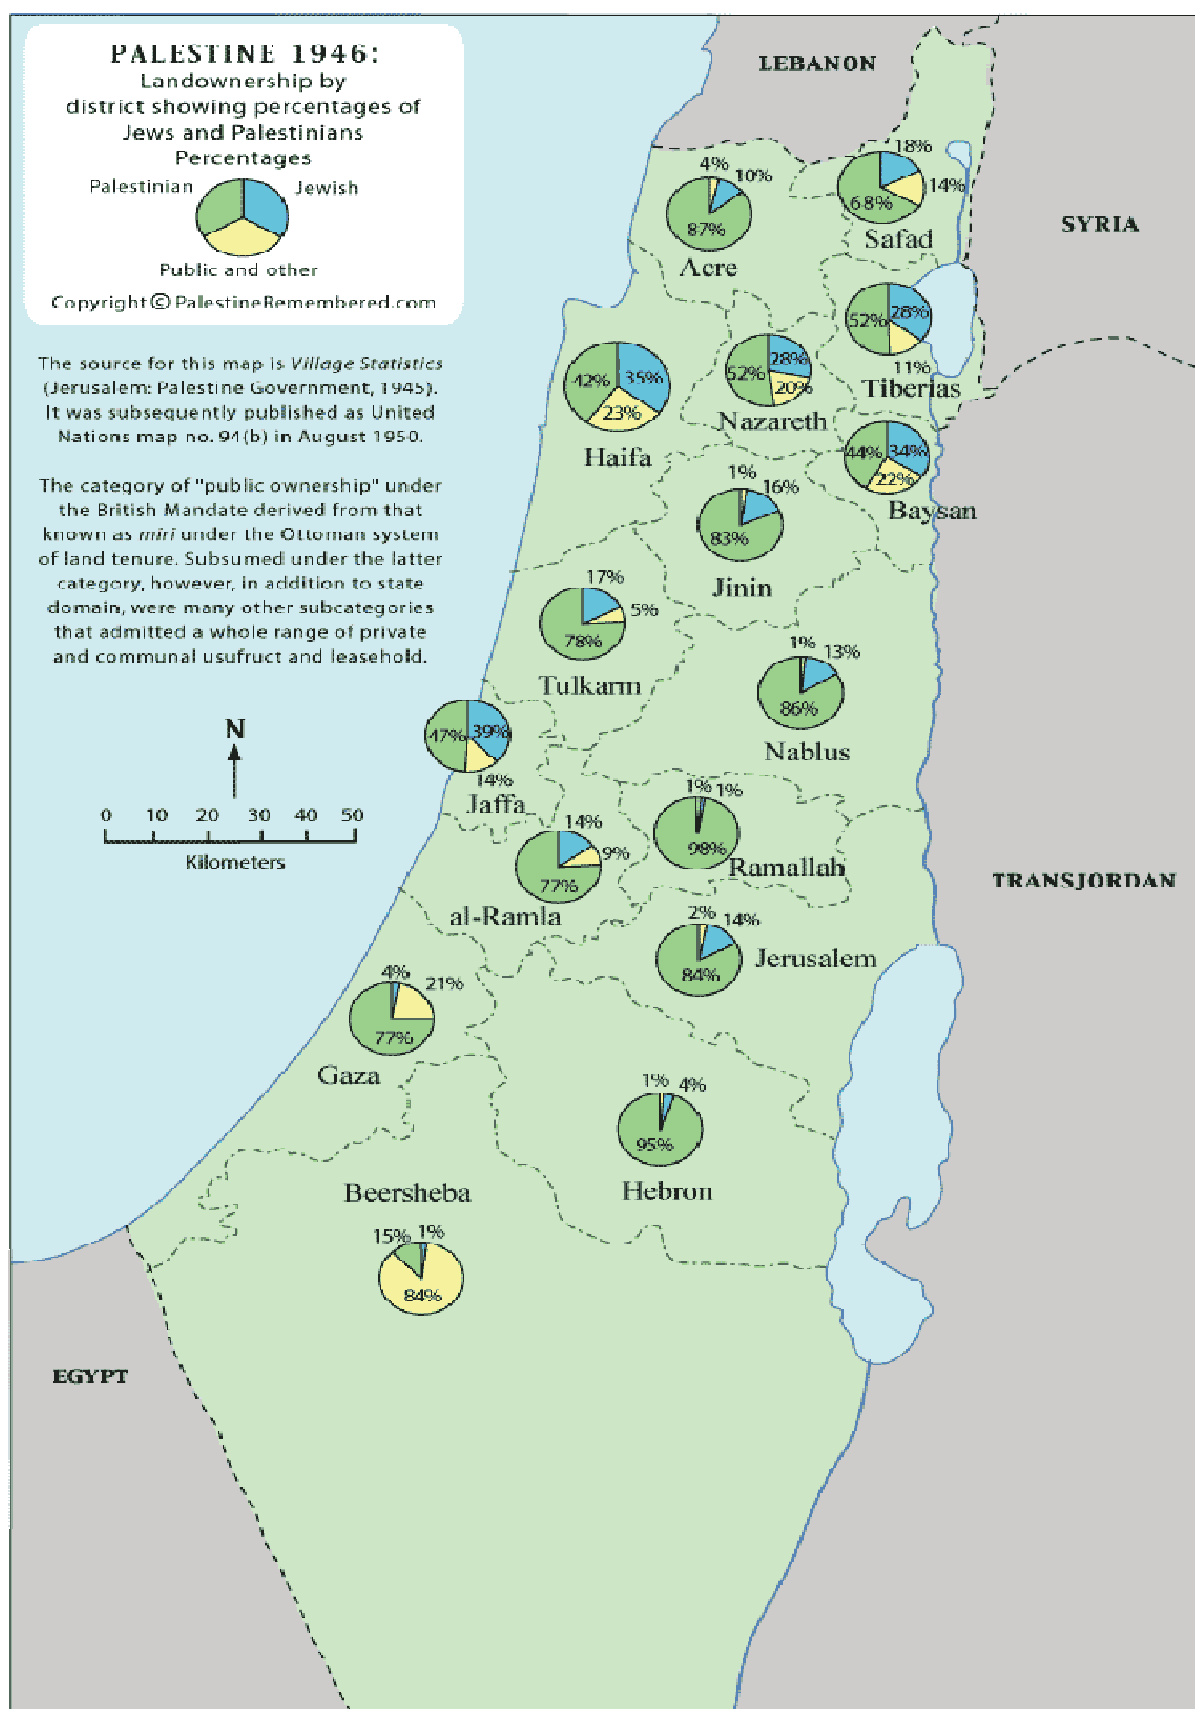 PALESTINE 1946:
Landownership by
district showing percentages of
Jews and Palestinians
Percentages
Palestinian
Jewish
Public and other
Copyright © PalestineRemembered.com
The source for this map is Village Statistics
(Jerusalem: Palestine Government, 1945).
It was subsequently published as United
Nations map no. 94(b) in August 1950.
The category of "public ownership" under
the British Mandate derived from that
known as miri under the Ottoman system
of land tenure. Subsumed under the latter
category, however, in addition to state
domain, were many other subcategories
that admitted a whole range of private
and communal usufruct and leasehold.
N
0 10 20 30 40 50
Kilometers
LEBANON
SYRIA
TRANSJORDAN
EGYPT
18%
14%
68%
Safad
4%
10%
87%
Acre
52%
28%
11%
Tiberias
52%
28%
20%
Nazareth
42%
35%
23%
Haifa
44%
34%
22%
Baysan
1%
16%
83%
Jinin
17%
5%
78%
Tulkarm
1%
13%
86%
Nablus
47%
39%
14%
Jaffa
1%
1%
98%
Ramallah
14%
9%
77%
al-Ramla
2%
14%
84%
Jerusalem
4%
21%
77%
Gaza
1%
4%
95%
Hebron
Beersheba
15%
1%
84%